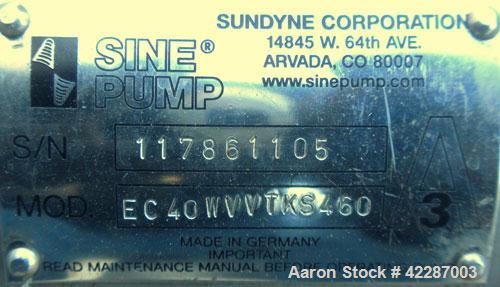 SUNDYNE CORPORATION
14845 W. 64th AVE.
ARVADA, CO 80007
www.sinepump.com
SINE®
PUMP
S/N 117861105
MOD. EC40WVVTKS460
3
MADE IN GERMANY
IMPORTANT
READ MAINTENANCE MANUAL BEFORE
Aaron Stock # 42287003